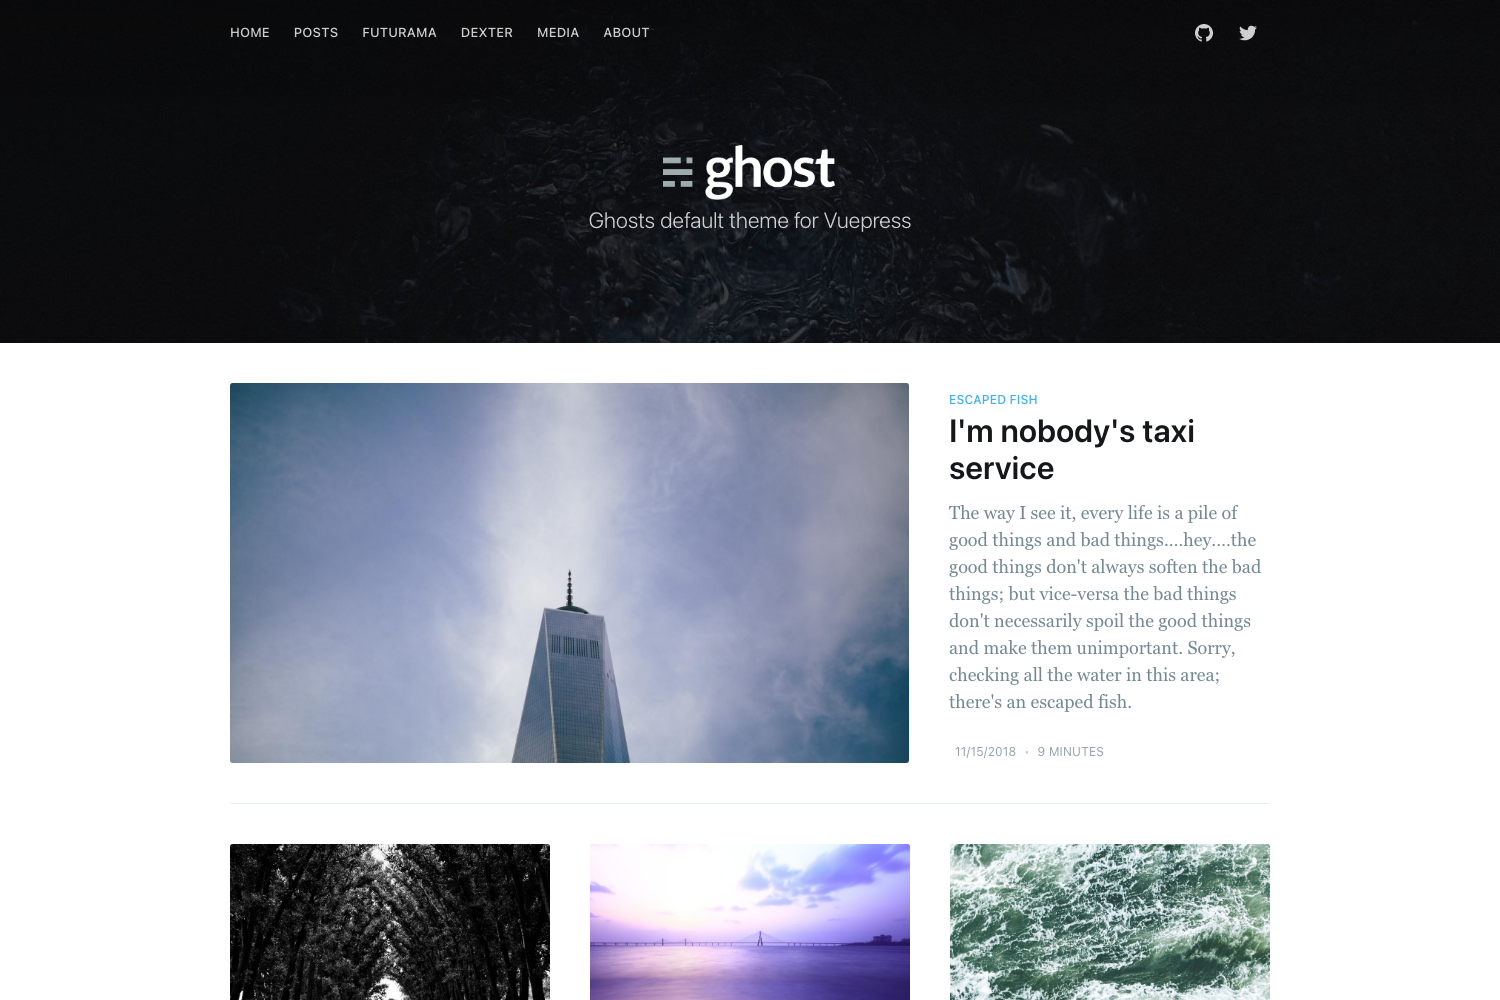 HOME POSTS FUTURAMA DEXTER MEDIA ABOUT
ghost
Ghosts default theme for Vuepress
ESCAPED FISH
I'm nobody's taxi
service
The way I see it, every life is a pile of
good things and bad things....hey....the
good things don't always soften the bad
things; but vice-versa the bad things
don't necessarily spoil the good things
and make them unimportant. Sorry,
checking all the water in this area;
there's an escaped fish.
11/15/2018 • 9 MINUTES